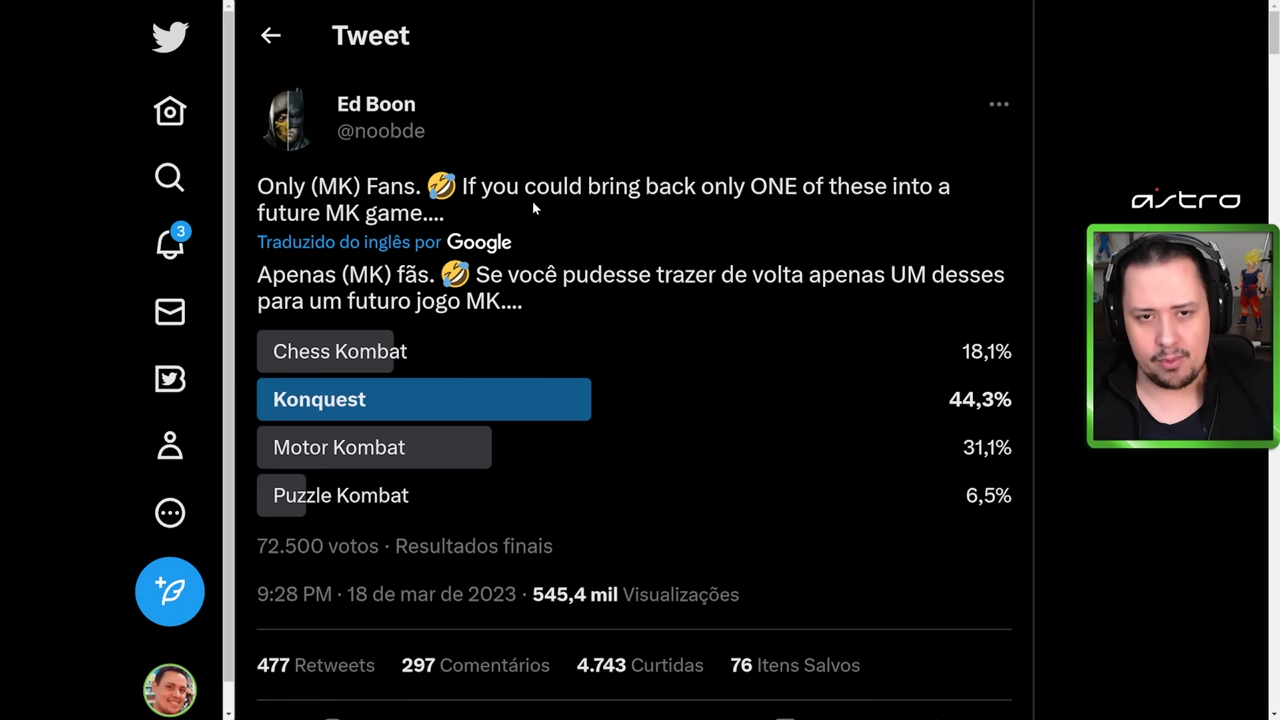 Tweet
Ed Boon
@noobde
Only (MK) Fans. 🤣 If you could bring back only ONE of these into a
future MK game....
Traduzido do inglês por Google
Apenas (MK) fãs. 🤣 Se você pudesse trazer de volta apenas UM desses
para um futuro jogo MK....
Chess Kombat 18,1%
Konquest 44,3%
Motor Kombat 31,1%
Puzzle Kombat 6,5%
72.500 votos · Resultados finais
9:28 PM · 18 de mar de 2023 · 545,4 mil Visualizações
477 Retweets 297 Comentários 4.743 Curtidas 76 Itens Salvos
3
astro